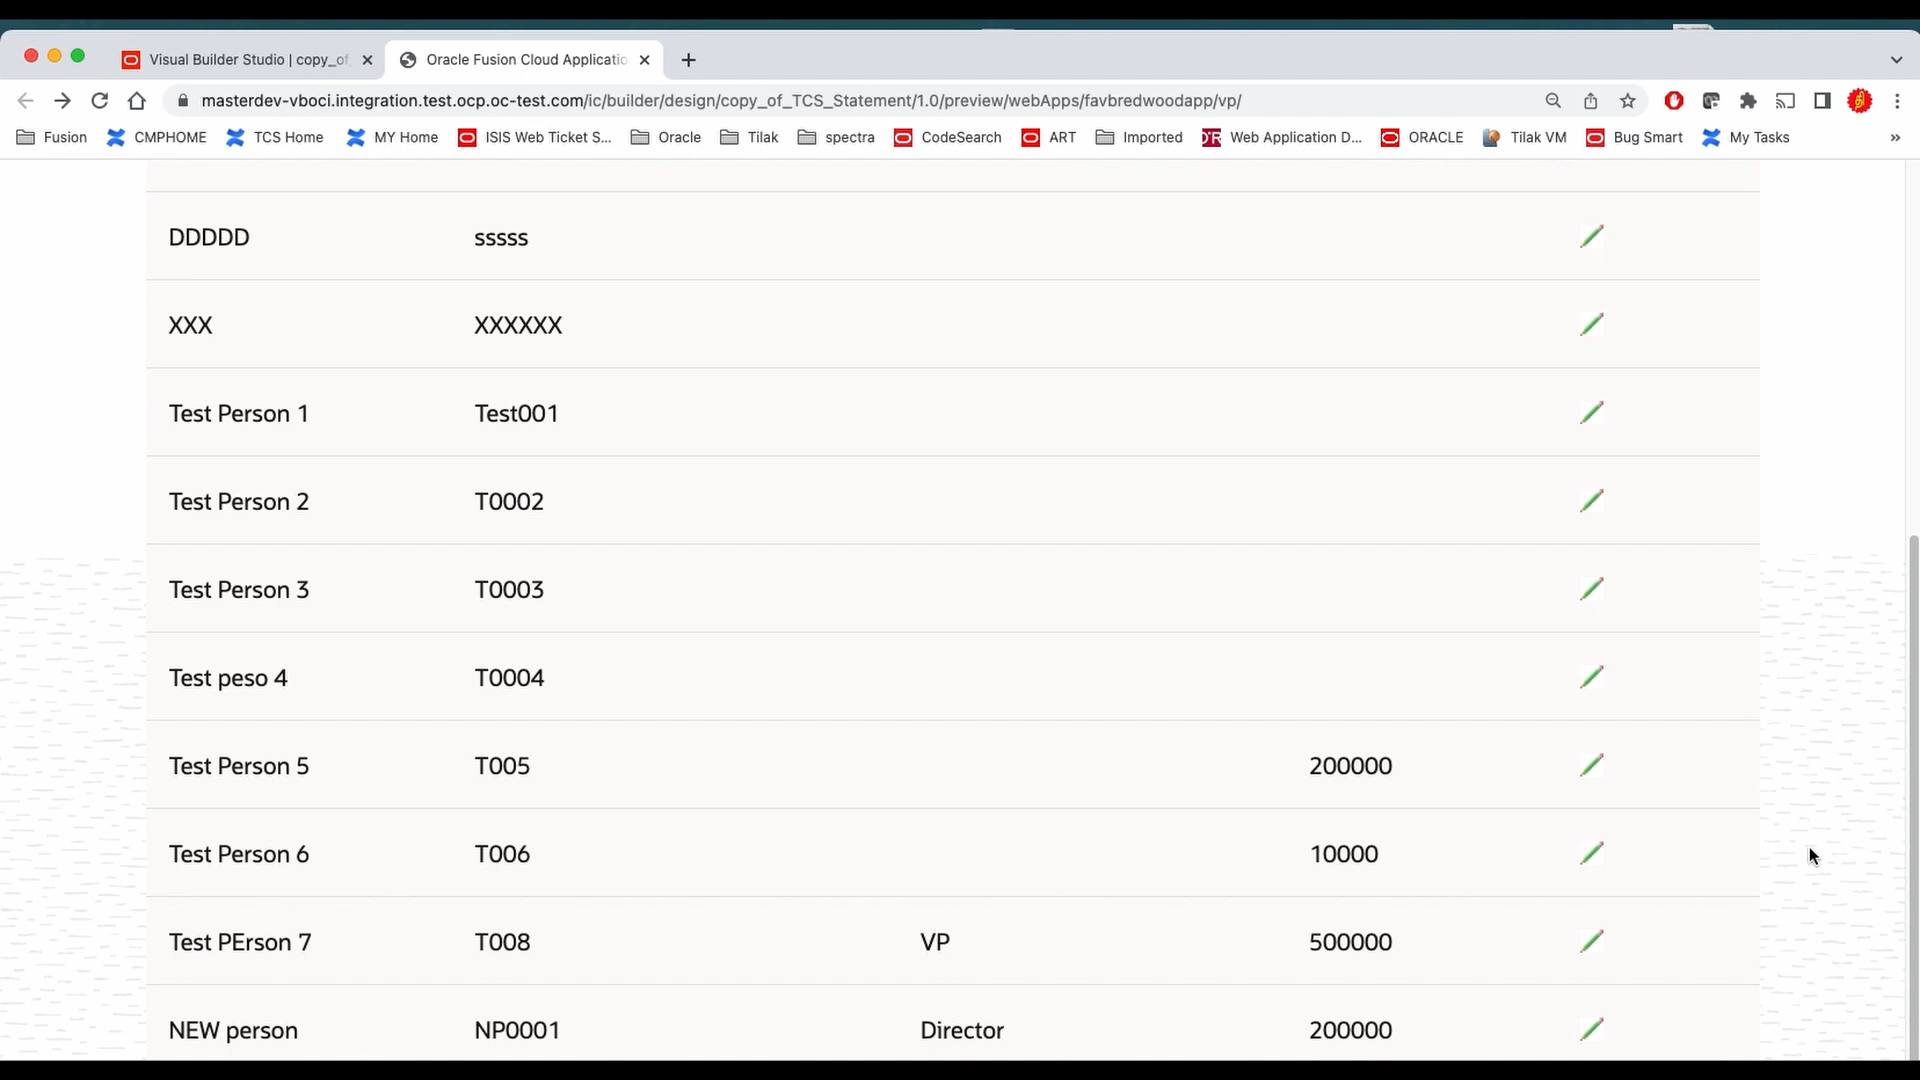 Visual Builder Studio | copy_of_
Oracle Fusion Cloud Applicatio
masterdev-vboci.integration.test.ocp.oc-test.com/ic/builder/design/copy_of_TCS_Statement/1.0/preview/webApps/favbredwoodapp/vp/
Fusion CMPHOME TCS Home MY Home ISIS Web Ticket S... Oracle Tilak spectra CodeSearch ART Imported Web Application D... ORACLE Tilak VM Bug Smart My Tasks »
DDDDD sssss
XXX XXXXXX
Test Person 1 Test001
Test Person 2 T0002
Test Person 3 T0003
Test peso 4 T0004
Test Person 5 T005 200000
Test Person 6 T006 10000
Test PErson 7 T008 VP 500000
NEW person NP0001 Director 200000